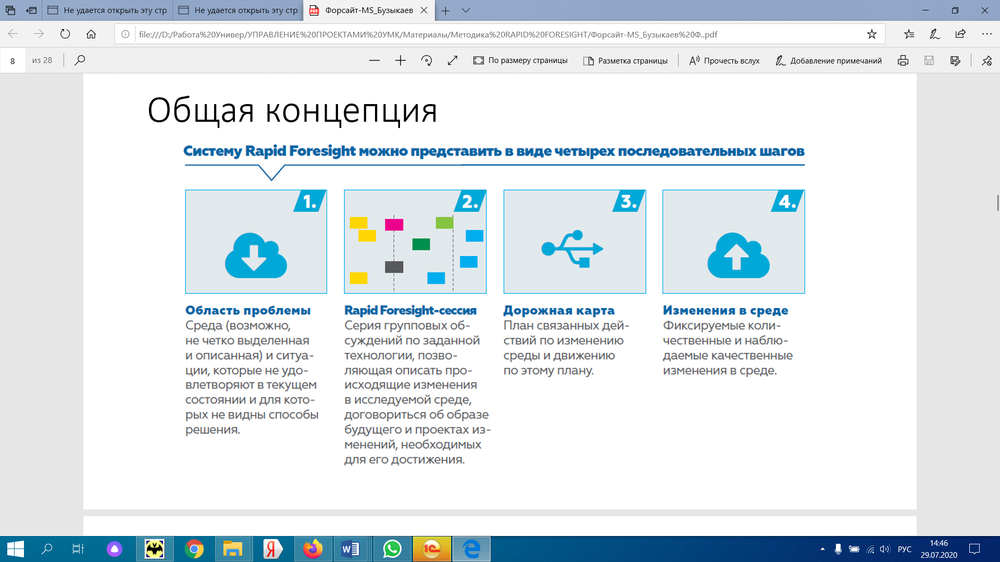 Не удается открыть эту стр
Не удается открыть эту стр
Форсайт-MS_Бузыкаев
file:///D:/Работа%20Универ/УПРАВЛЕНИЕ%20ПРОЕКТАМИ%20УМК/Материалы/Методика%20RAPID%20FORESIGHT/Форсайт-MS_Бузыкаев%20Ф..pdf
8 из 28
По размеру страницы
Разметка страницы
Прочесть вслух
Добавление примечаний
Общая концепция
Систему Rapid Foresight можно представить в виде четырех последовательных шагов
1.
Область проблемы
Среда (возможно,
не четко выделенная
и описанная) и ситуа-
ции, которые не удо-
влетворяют в текущем
состоянии и для кото-
рых не видны способы
решения.
2.
Rapid Foresight-сессия
Серия групповых об-
суждений по заданной
технологии, позво-
ляющая описать про-
исходящие изменения
в исследуемой среде,
договориться об образе
будущего и проектах из-
менений, необходимых
для его достижения.
3.
Дорожная карта
План связанных дей-
ствий по изменению
среды и движению
по этому плану.
4.
Изменения в среде
Фиксируемые коли-
чественные и наблю-
даемые качественные
изменения в среде.
PDF
Я
W
1С
РУС
14:46
29.07.2020